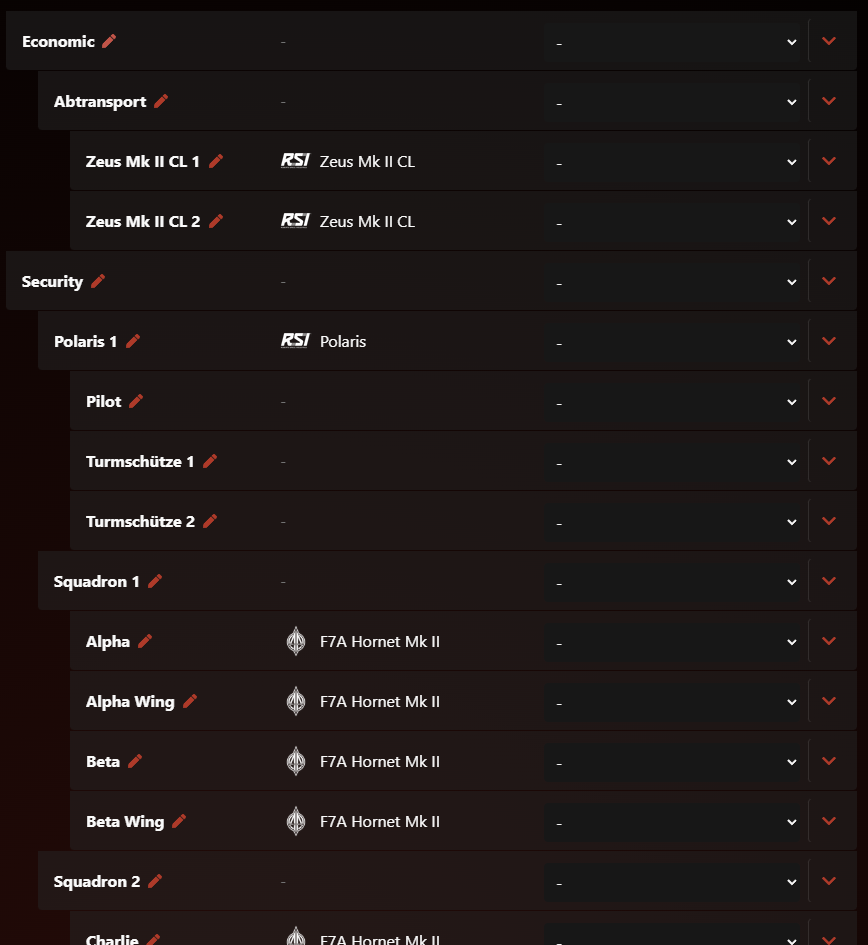 Economic - -
Abtransport - -
Zeus Mk II CL 1 RSI Zeus Mk II CL -
Zeus Mk II CL 2 RSI Zeus Mk II CL -
Security - -
Polaris 1 RSI Polaris -
Pilot - -
Turmschütze 1 - -
Turmschütze 2 - -
Squadron 1 - -
Alpha F7A Hornet Mk II -
Alpha Wing F7A Hornet Mk II -
Beta F7A Hornet Mk II -
Beta Wing F7A Hornet Mk II -
Squadron 2 - -
Charlie F7A Hornet Mk II -